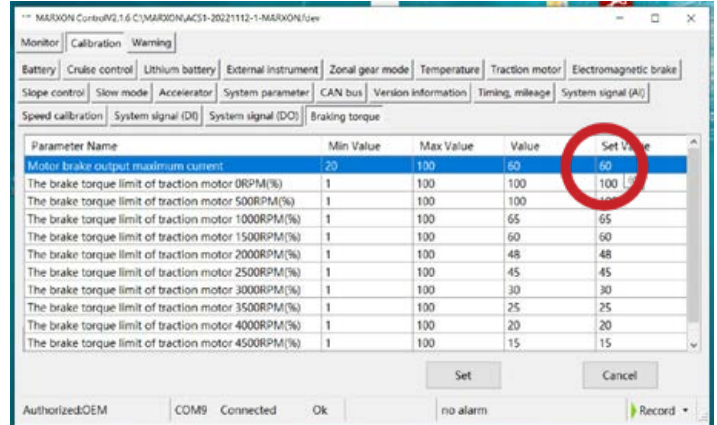 MARXON ControlV2.1.6 C:\MARXON\ACS1-20221112-1-MARXON/dev
Monitor Calibration Warning
Battery Cruise control Lithium battery External instrument Zonal gear mode Temperature Traction motor Electromagnetic brake
Slope control Slow mode Accelerator System parameter CAN bus Version information Timing, mileage System signal (AI)
Speed calibration System signal (DI) System signal (DO) Braking torque
Parameter Name Min Value Max Value Value Set Value
Motor brake output maximum current 20 100 60 60
The brake torque limit of traction motor 0RPM(%) 1 100 100 100
The brake torque limit of traction motor 500RPM(%) 1 100 100 100
The brake torque limit of traction motor 1000RPM(%) 1 100 65 65
The brake torque limit of traction motor 1500RPM(%) 1 100 60 60
The brake torque limit of traction motor 2000RPM(%) 1 100 48 48
The brake torque limit of traction motor 2500RPM(%) 1 100 45 45
The brake torque limit of traction motor 3000RPM(%) 1 100 30 30
The brake torque limit of traction motor 3500RPM(%) 1 100 25 25
The brake torque limit of traction motor 4000RPM(%) 1 100 20 20
The brake torque limit of traction motor 4500RPM(%) 1 100 15 15
Set Cancel
Authorized:OEM COM9 Connected Ok no alarm Record